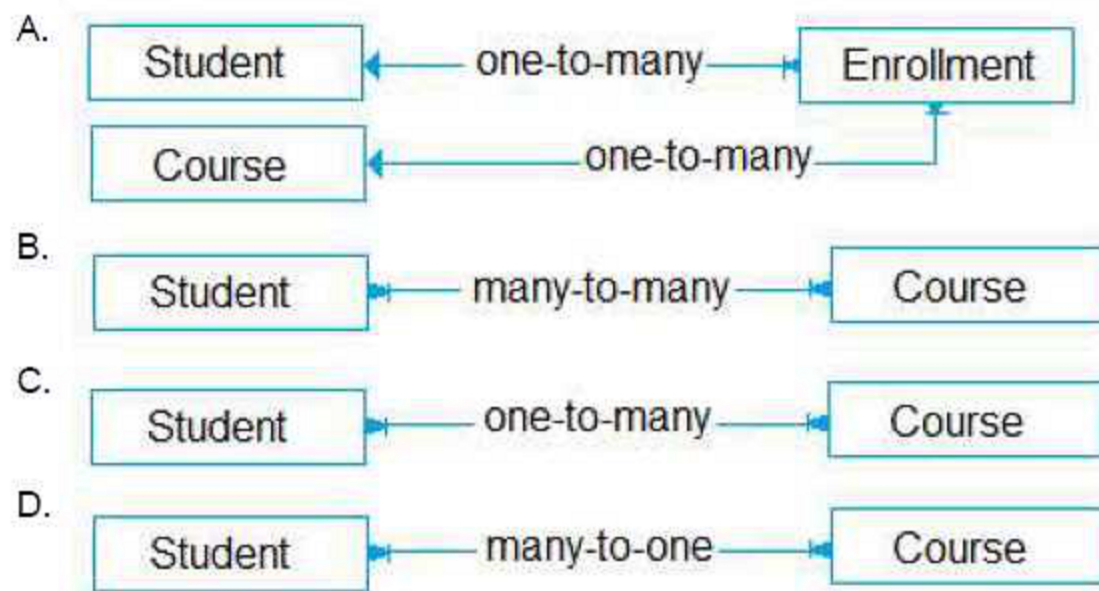 A.
Student one-to-many Enrollment
Course one-to-many
B.
Student many-to-many Course
C.
Student one-to-many Course
D.
Student many-to-one Course